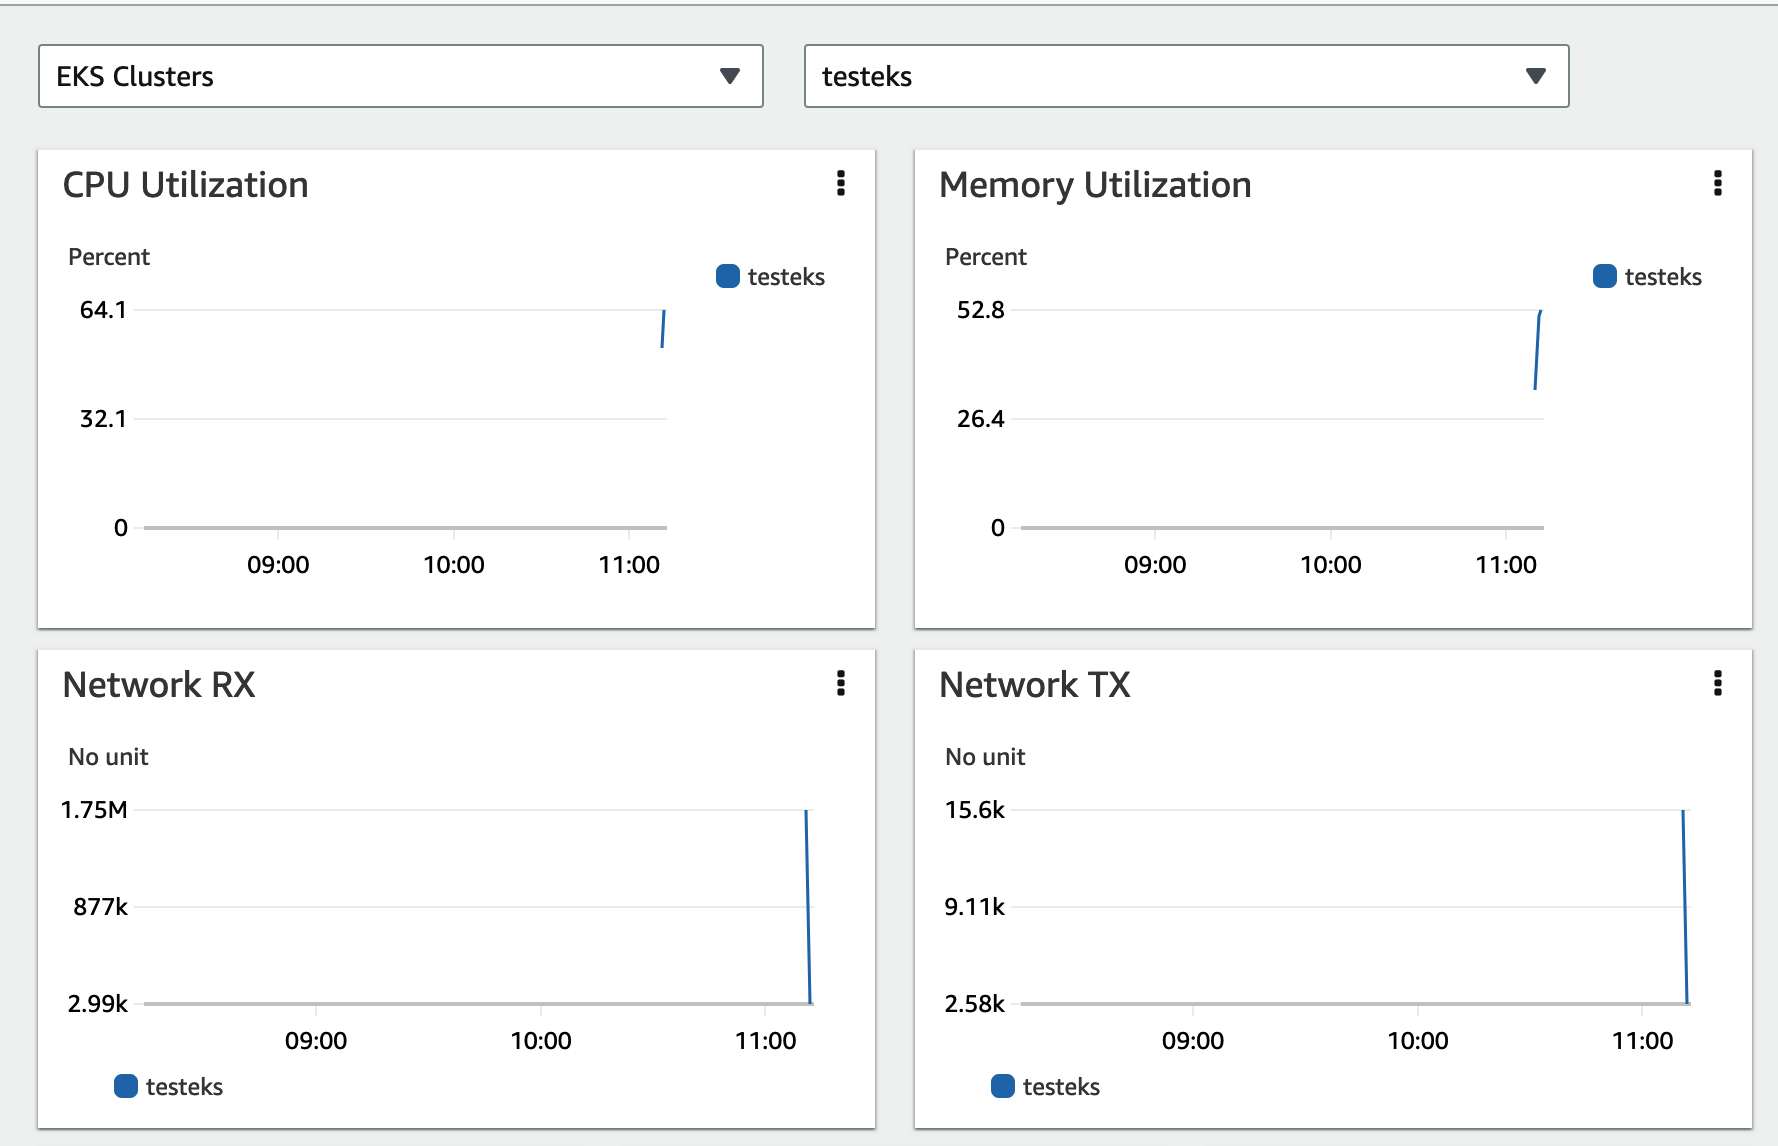 EKS Clusters
testeks
CPU Utilization
Percent
testeks
64.1
32.1
0
09:00 10:00 11:00
Memory Utilization
Percent
testeks
52.8
26.4
0
09:00 10:00 11:00
Network RX
No unit
1.75M
877k
2.99k
09:00 10:00 11:00
testeks
Network TX
No unit
15.6k
9.11k
2.58k
09:00 10:00 11:00
testeks